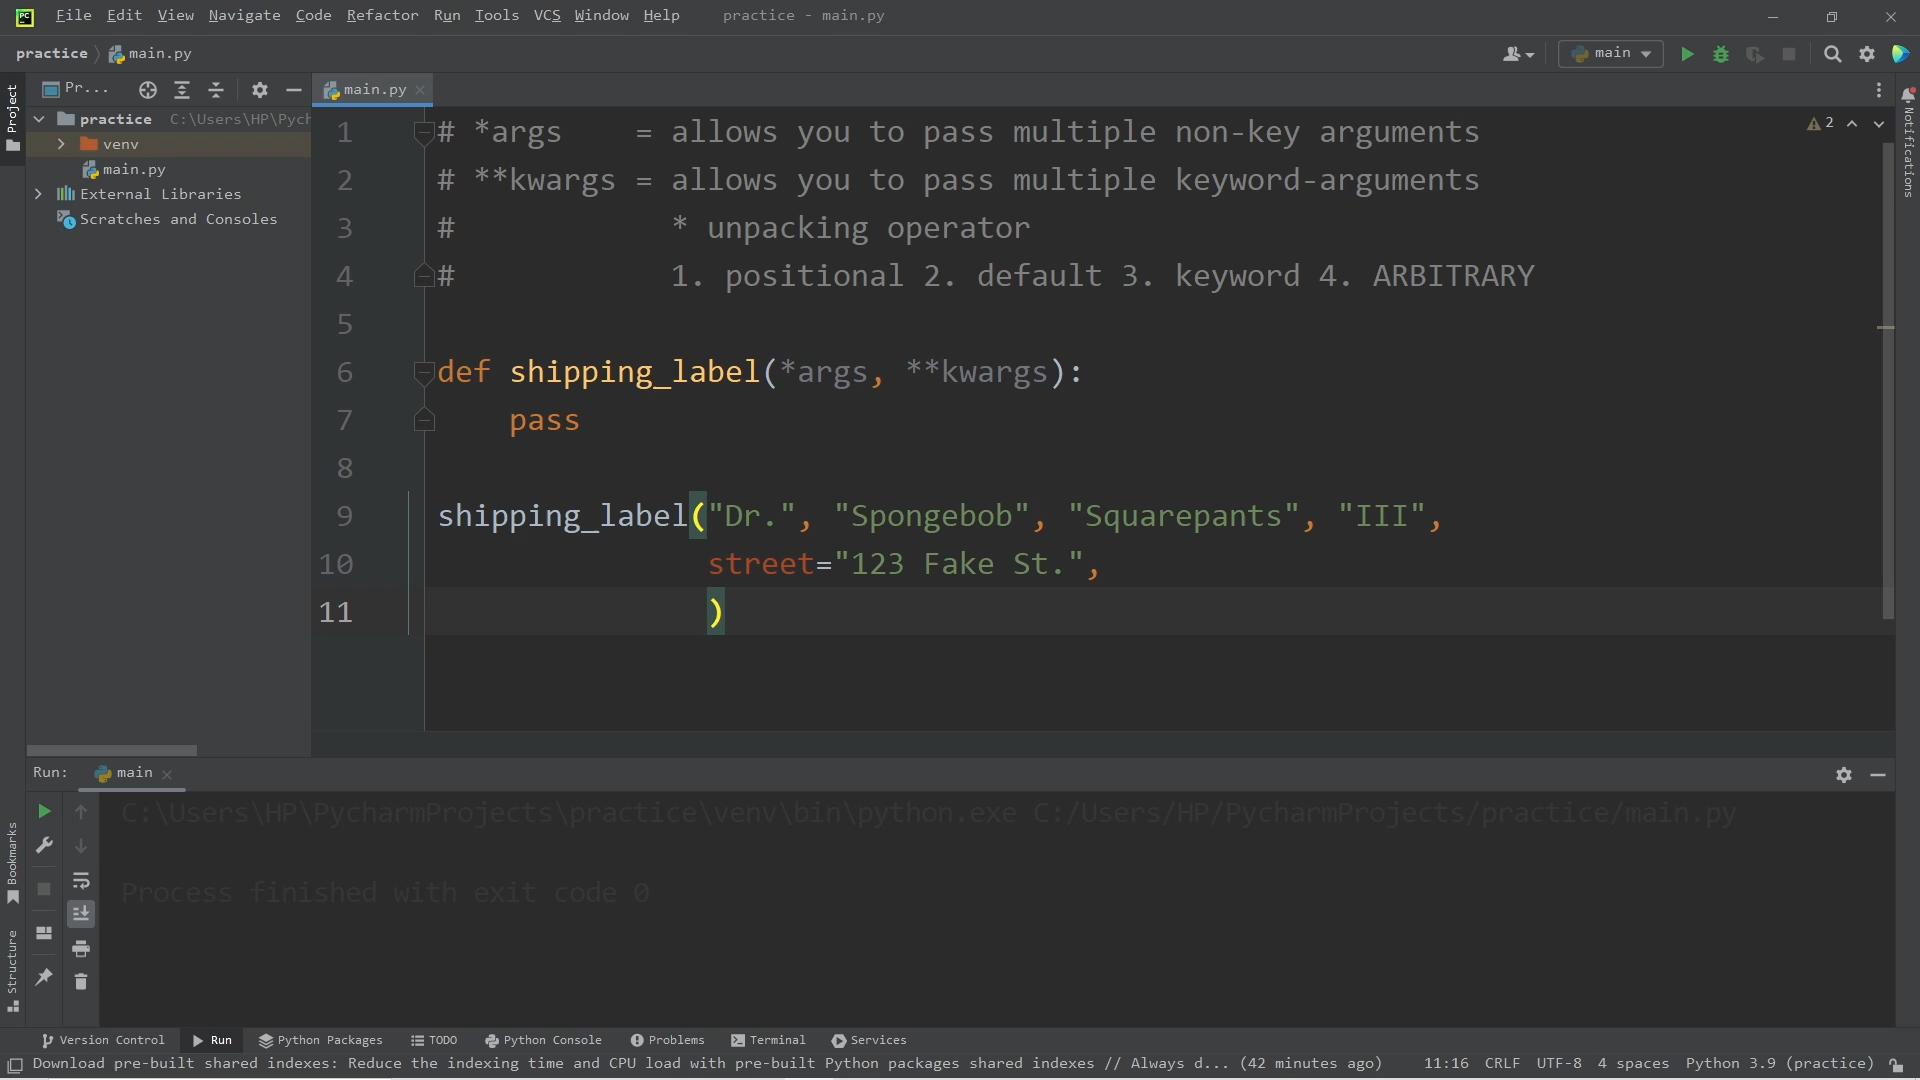 File Edit View Navigate Code Refactor Run Tools VCS Window Help practice - main.py
practice main.py main
Project
Pr... main.py
practice C:\Users\HP\Pych
venv
main.py
External Libraries
Scratches and Consoles
2
Notifications
1 # *args    = allows you to pass multiple non-key arguments
2 # **kwargs = allows you to pass multiple keyword-arguments
3 #            * unpacking operator
4 #            1. positional 2. default 3. keyword 4. ARBITRARY
5
6 def shipping_label(*args, **kwargs):
7     pass
8
9 shipping_label("Dr.", "Spongebob", "Squarepants", "III",
10                street="123 Fake St.",
11                )
Run: main
C:\Users\HP\PycharmProjects\practice\venv\bin\python.exe C:/Users/HP/PycharmProjects/practice/main.py
Process finished with exit code 0
Bookmarks
Structure
Version Control Run Python Packages TODO Python Console Problems Terminal Services
Download pre-built shared indexes: Reduce the indexing time and CPU load with pre-built Python packages shared indexes // Always d... (42 minutes ago) 11:16 CRLF UTF-8 4 spaces Python 3.9 (practice)